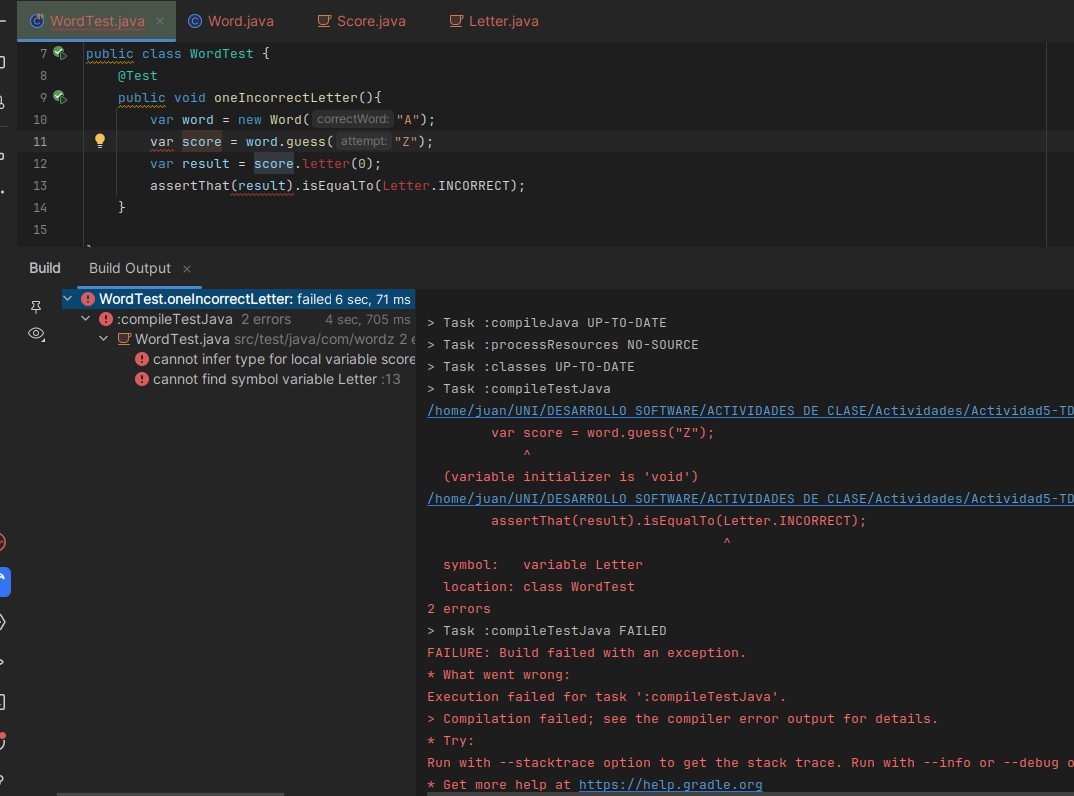 WordTest.java × Word.java Score.java Letter.java
7 public class WordTest {
8 @Test
9 public void oneIncorrectLetter(){
10 var word = new Word( correctWord: "A");
11 var score = word.guess( attempt: "Z");
12 var result = score.letter(0);
13 assertThat(result).isEqualTo(Letter.INCORRECT);
14 }
15
Build Build Output ×
WordTest.oneIncorrectLetter: failed 6 sec, 71 ms
:compileTestJava 2 errors 4 sec, 705 ms
WordTest.java src/test/java/com/wordz 2 e
cannot infer type for local variable score
cannot find symbol variable Letter :13
> Task :compileJava UP-TO-DATE
> Task :processResources NO-SOURCE
> Task :classes UP-TO-DATE
> Task :compileTestJava
/home/juan/UNI/DESARROLLO SOFTWARE/ACTIVIDADES DE CLASE/Actividades/Actividad5-TD
var score = word.guess("Z");
^
(variable initializer is 'void')
/home/juan/UNI/DESARROLLO SOFTWARE/ACTIVIDADES DE CLASE/Actividades/Actividad5-TD
assertThat(result).isEqualTo(Letter.INCORRECT);
^
symbol: variable Letter
location: class WordTest
2 errors
> Task :compileTestJava FAILED
FAILURE: Build failed with an exception.
* What went wrong:
Execution failed for task ':compileTestJava'.
> Compilation failed; see the compiler error output for details.
* Try:
Run with --stacktrace option to get the stack trace. Run with --info or --debug o
* Get more help at https://help.gradle.org